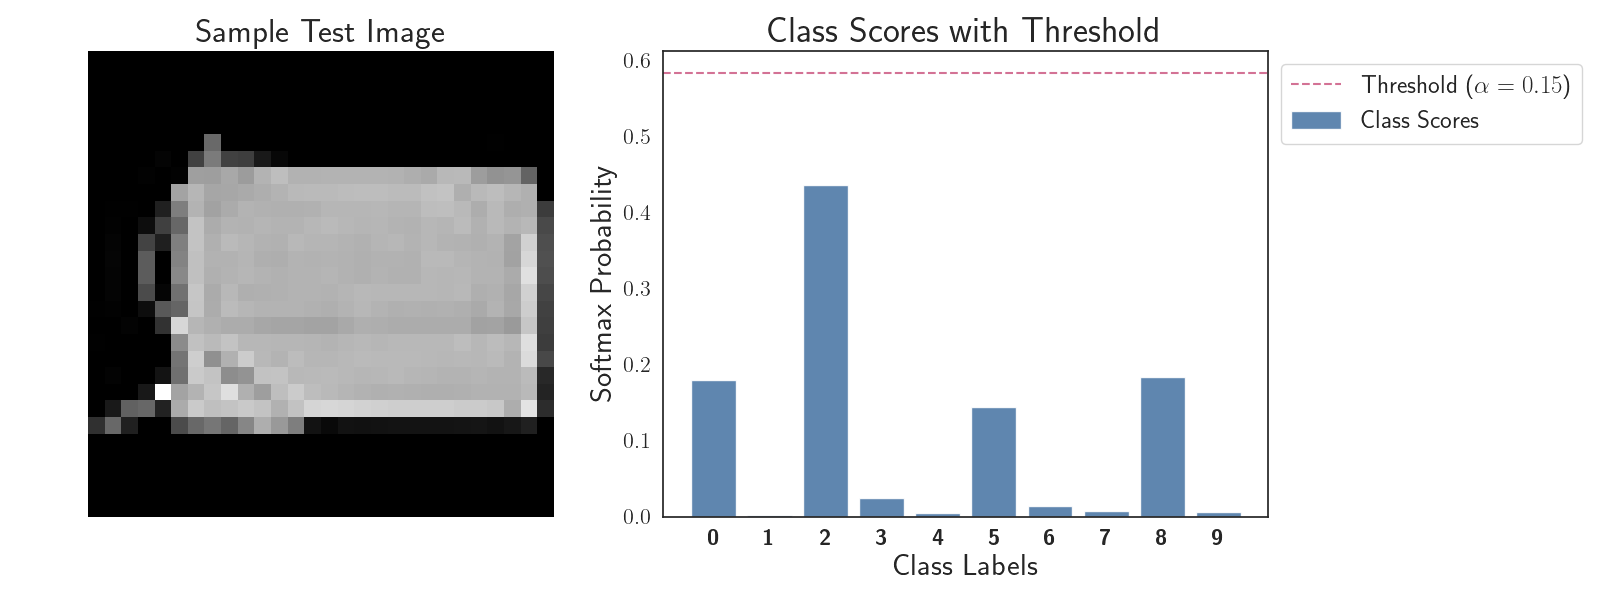 Sample Test Image
Class Scores with Threshold
0.6
0.5
0.4
0.3
0.2
0.1
0.0
Softmax Probability
0 1 2 3 4 5 6 7 8 9
Class Labels
Threshold (α = 0.15)
Class Scores